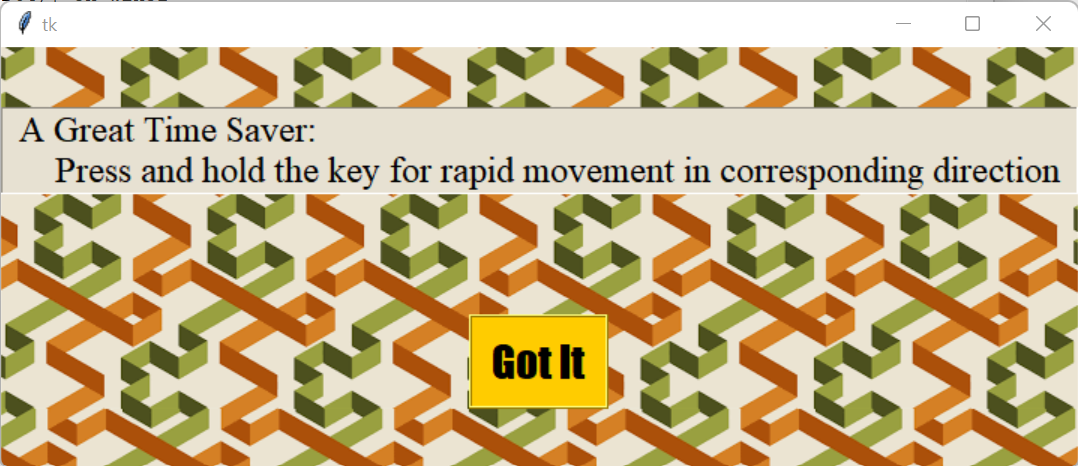 tk
A Great Time Saver:
Press and hold the key for rapid movement in corresponding direction
Got It